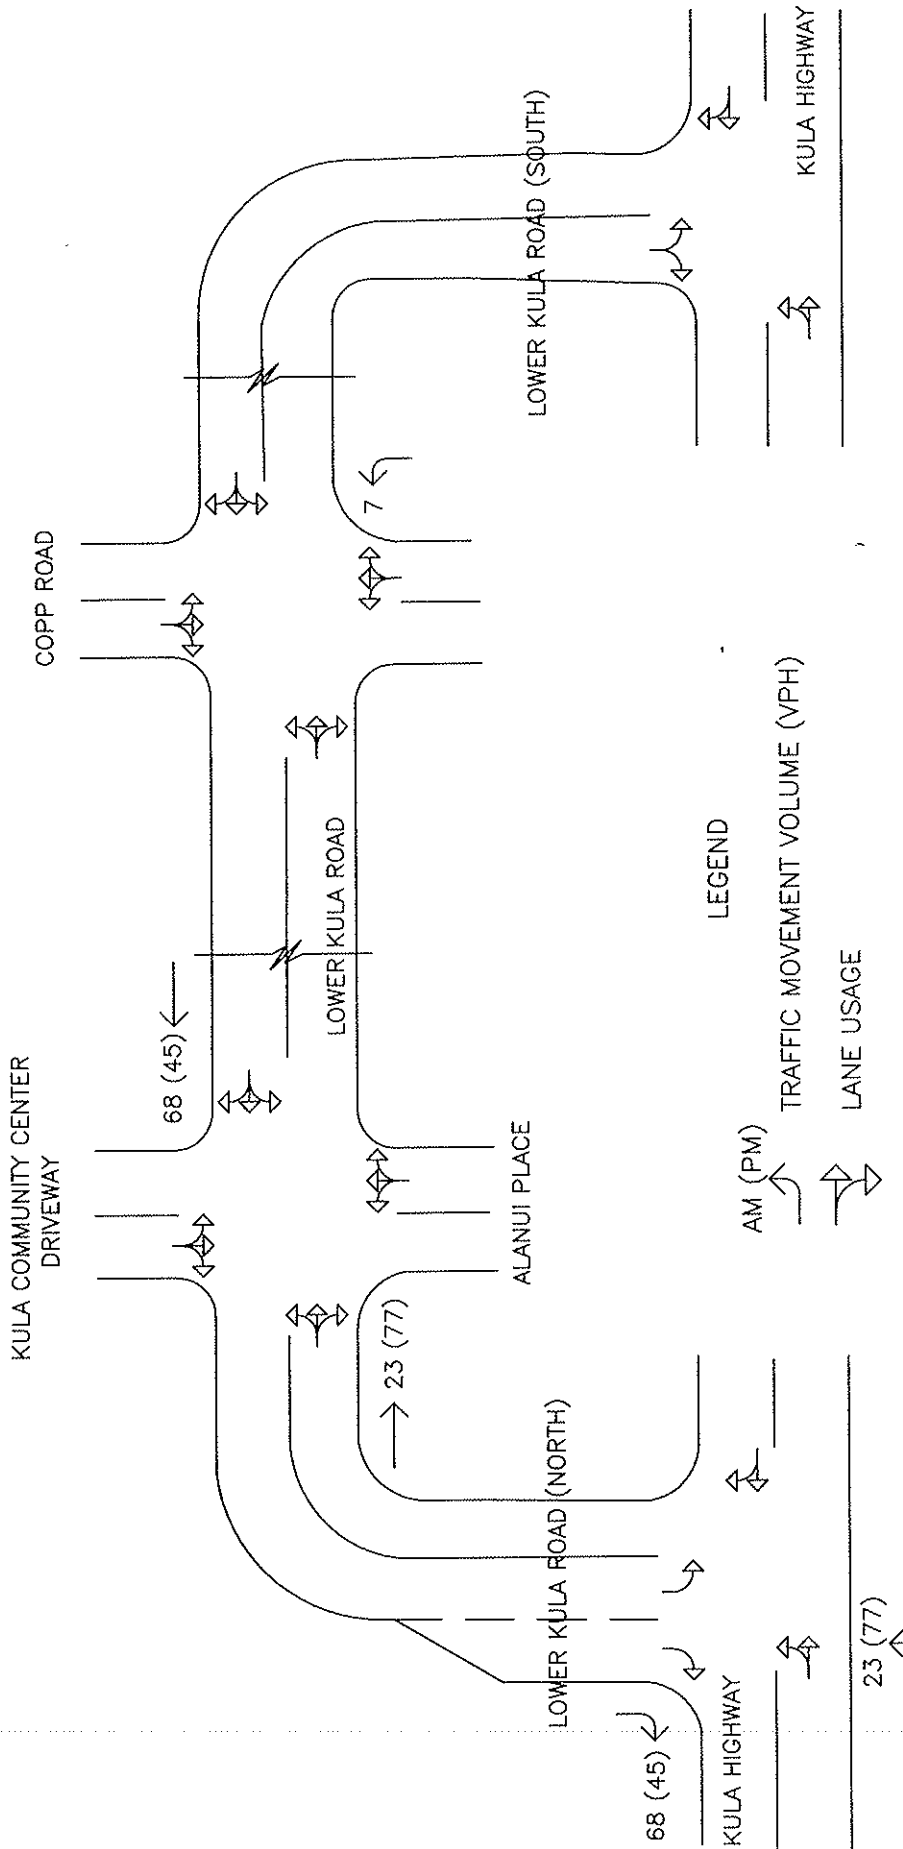 KULA COMMUNITY CENTER
DRIVEWAY
COPP ROAD
68 (45)
LOWER KULA ROAD
7
23 (77)
ALANUI PLACE
LOWER KULA ROAD (NORTH)
LOWER KULA ROAD (SOUTH)
68 (45)
KULA HIGHWAY
KULA HIGHWAY
23 (77)
LEGEND
AM (PM)
TRAFFIC MOVEMENT VOLUME (VPH)
LANE USAGE